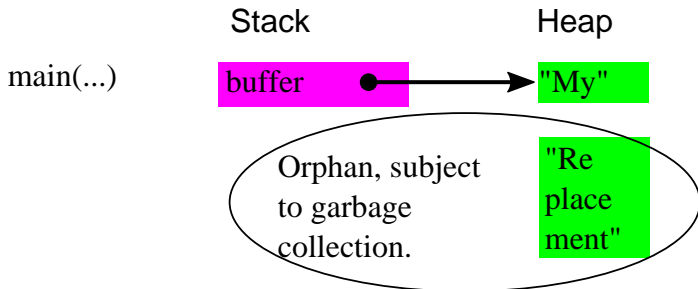 Stack Heap
main(...) buffer "My"
Orphan, subject "Re
to garbage place
collection. ment"